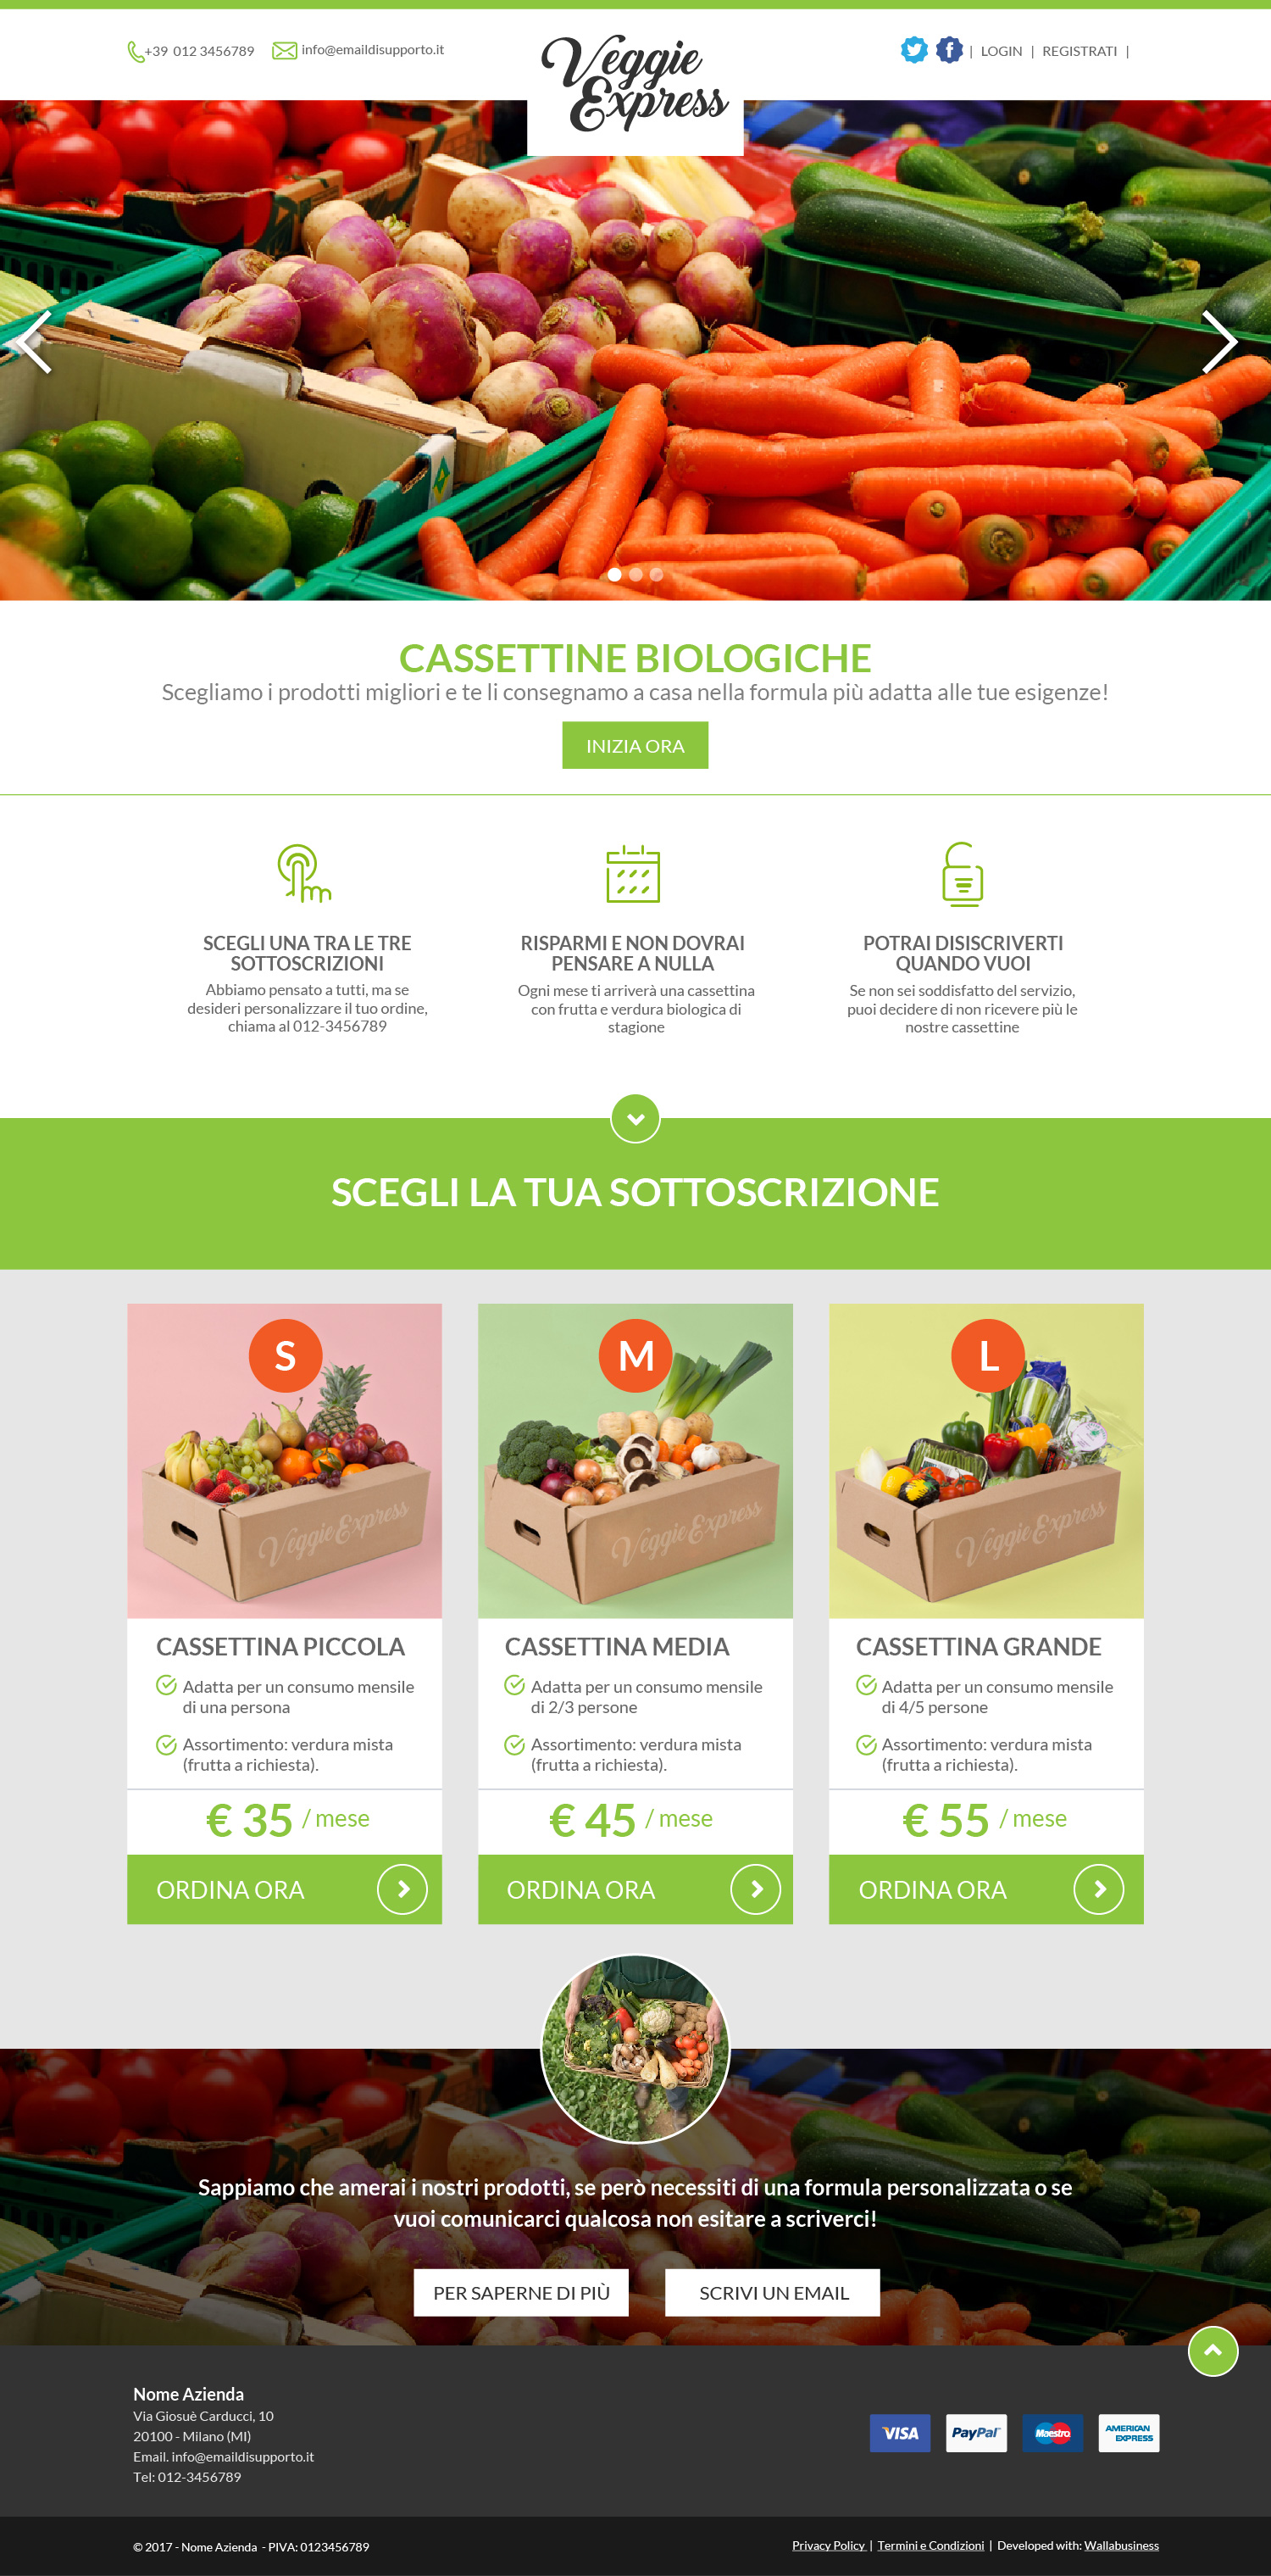 +39 012 3456789
info@emaildisupporto.it
Veggie
Express
| LOGIN | REGISTRATI |
CASSETTINE BIOLOGICHE
Scegliamo i prodotti migliori e te li consegnamo a casa nella formula più adatta alle tue esigenze!
INIZIA ORA
SCEGLI UNA TRA LE TRE
SOTTOSCRIZIONI
Abbiamo pensato a tutti, ma se
desideri personalizzare il tuo ordine,
chiama al 012-3456789
RISPARMI E NON DOVRAI
PENSARE A NULLA
Ogni mese ti arriverà una cassettina
con frutta e verdura biologica di
stagione
POTRAI DISISCRIVERTI
QUANDO VUOI
Se non sei soddisfatto del servizio,
puoi decidere di non ricevere più le
nostre cassettine
SCEGLI LA TUA SOTTOSCRIZIONE
S
Veggie Express
CASSETTINA PICCOLA
Adatta per un consumo mensile
di una persona
Assortimento: verdura mista
(frutta a richiesta).
€ 35 / mese
ORDINA ORA
M
Veggie Express
CASSETTINA MEDIA
Adatta per un consumo mensile
di 2/3 persone
Assortimento: verdura mista
(frutta a richiesta).
€ 45 / mese
ORDINA ORA
L
Veggie Express
CASSETTINA GRANDE
Adatta per un consumo mensile
di 4/5 persone
Assortimento: verdura mista
(frutta a richiesta).
€ 55 / mese
ORDINA ORA
Sappiamo che amerai i nostri prodotti, se però necessiti di una formula personalizzata o se
vuoi comunicarci qualcosa non esitare a scriverci!
PER SAPERNE DI PIÙ
SCRIVI UN EMAIL
Nome Azienda
Via Giosuè Carducci, 10
20100 - Milano (MI)
Email. info@emaildisupporto.it
Tel: 012-3456789
VISA
PayPal
Maestro
AMERICAN
EXPRESS
© 2017 - Nome Azienda - PIVA: 0123456789
Privacy Policy | Termini e Condizioni | Developed with: Wallabusiness